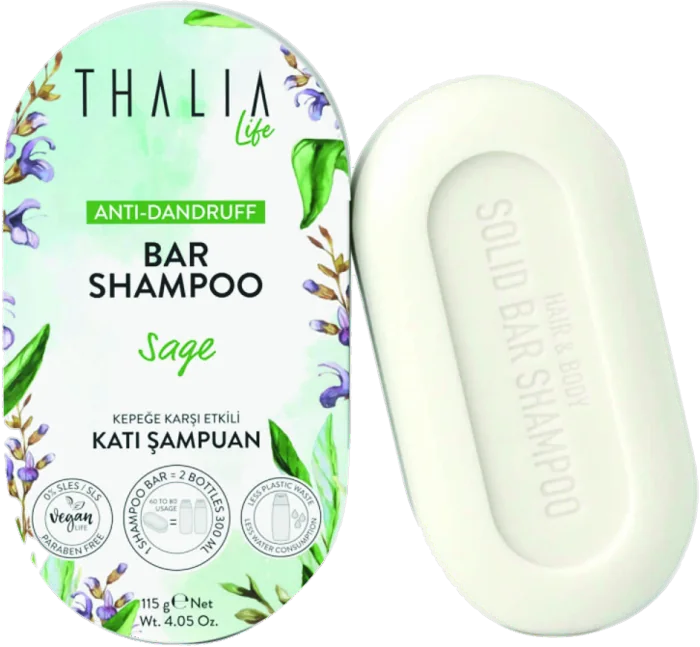 THALIA
Life
ANTI-DANDRUFF
BAR
SHAMPOO
Sage
KEPEĞE KARŞI ETKİLİ
KATI ŞAMPUAN
0% SLES / SLS
Vegan
LIFE
PARABEN FREE
1 SHAMPOO BAR = 2 BOTTLES 300 ML
60 TO 80
USAGE
=
LESS PLASTIC WASTE
LESS WATER CONSUMPTION
115 g ℮ Net
Wt. 4.05 Oz.
SOLID BAR SHAMPOO
HAIR & BODY